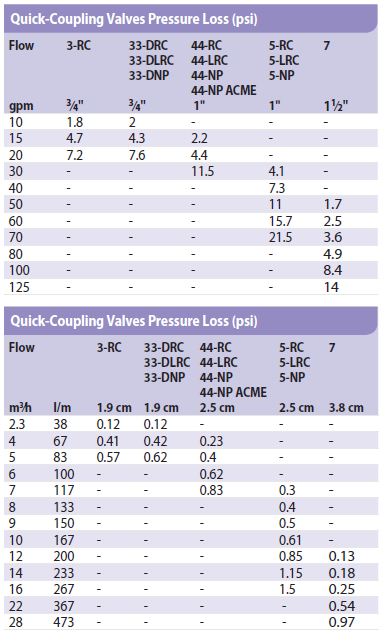 Quick-Coupling Valves Pressure Loss (psi)
Flow 3-RC 33-DRC 44-RC 5-RC 7
33-DLRC 44-LRC 5-LRC
33-DNP 44-NP 5-NP
44-NP ACME
gpm ¾" ¾" 1" 1" 1½"
10 1.8 2 - - -
15 4.7 4.3 2.2 - -
20 7.2 7.6 4.4 - -
30 - - 11.5 4.1 -
40 - - - 7.3 -
50 - - - 11 1.7
60 - - - 15.7 2.5
70 - - - 21.5 3.6
80 - - - - 4.9
100 - - - - 8.4
125 - - - - 14
Quick-Coupling Valves Pressure Loss (psi)
Flow 3-RC 33-DRC 44-RC 5-RC 7
33-DLRC 44-LRC 5-LRC
33-DNP 44-NP 5-NP
44-NP ACME
m³/h l/m 1.9 cm 1.9 cm 2.5 cm 2.5 cm 3.8 cm
2.3 38 0.12 0.12 - - -
4 67 0.41 0.42 0.23 - -
5 83 0.57 0.62 0.4 - -
6 100 - - 0.62 - -
7 117 - - 0.83 0.3 -
8 133 - - - 0.4 -
9 150 - - - 0.5 -
10 167 - - - 0.61 -
12 200 - - - 0.85 0.13
14 233 - - - 1.15 0.18
16 267 - - - 1.5 0.25
22 367 - - - - 0.54
28 473 - - - - 0.97